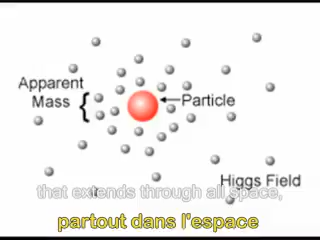 Apparent
Mass
Particle
that extends through all space,
Higgs Field
partout dans l'espace